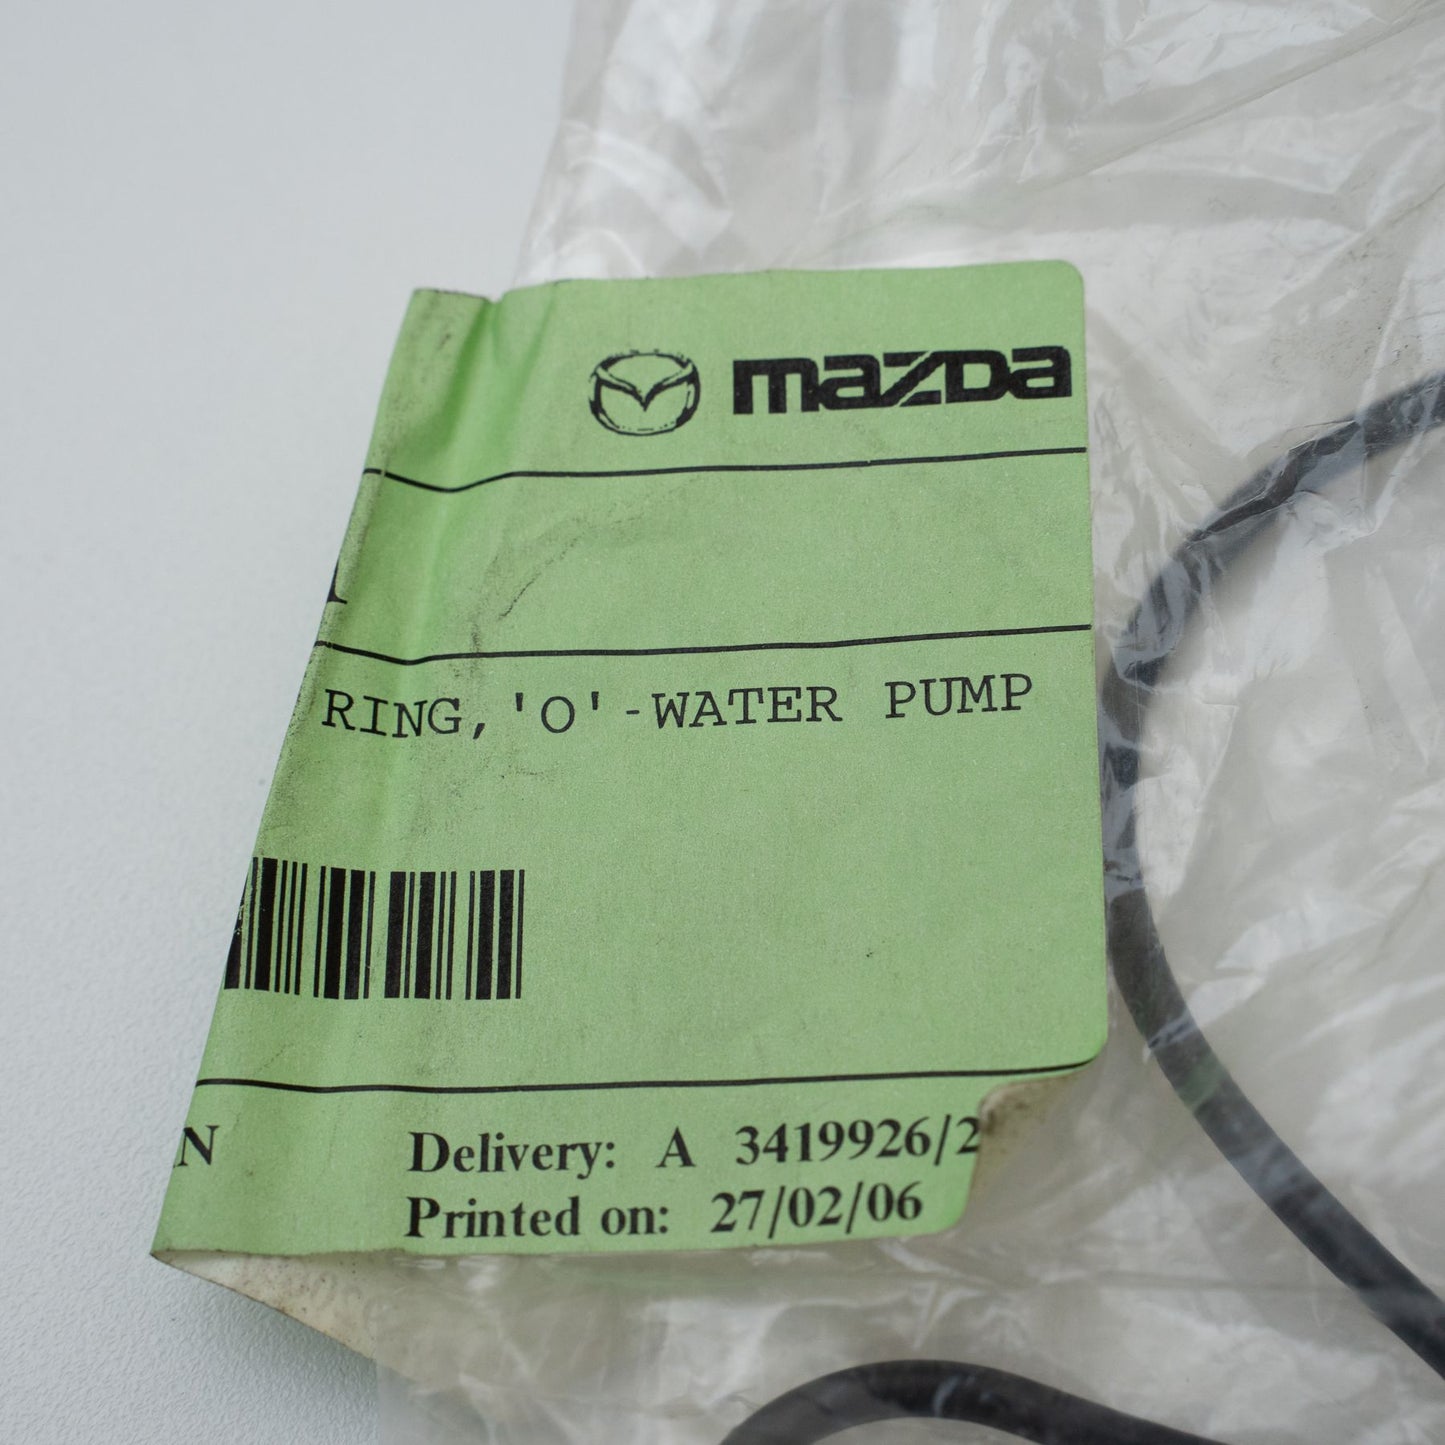 mazda
RING,'O'-WATER PUMP
N
Delivery: A 3419926/2
Printed on: 27/02/06